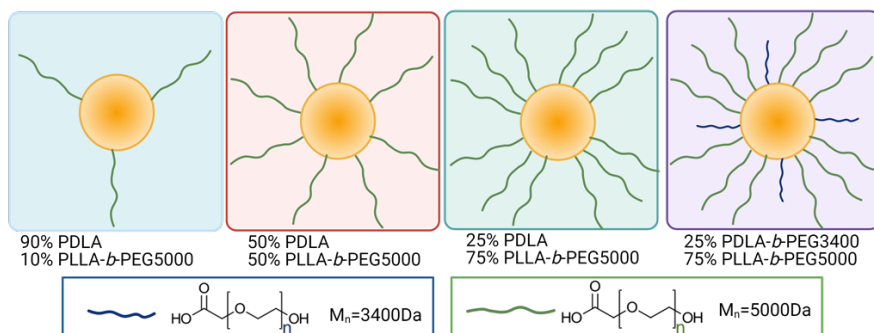 90% PDLA
10% PLLA-b-PEG5000
50% PDLA
50% PLLA-b-PEG5000
25% PDLA
75% PLLA-b-PEG5000
25% PDLA-b-PEG3400
75% PLLA-b-PEG5000
O
HO
O
OH
n
Mn=3400Da
O
HO
O
OH
n
Mn=5000Da